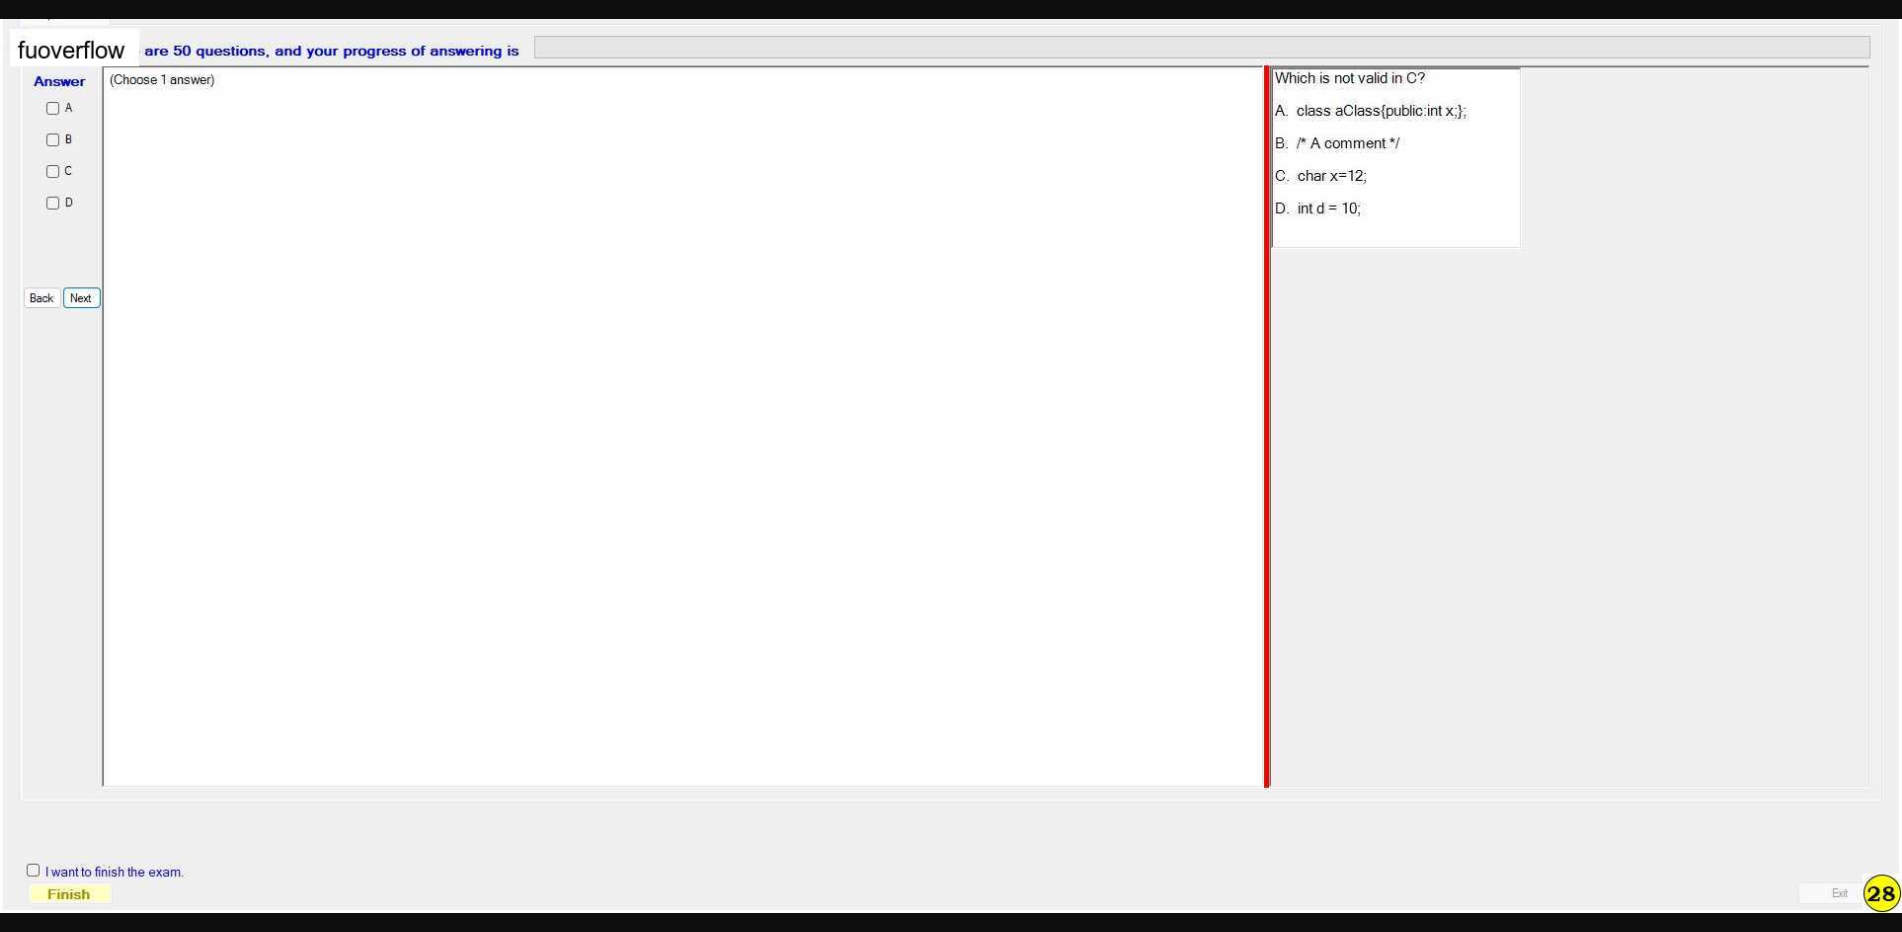 fuoverflow are 50 questions, and your progress of answering is
Answer
A
B
C
D
Back Next
(Choose 1 answer)
Which is not valid in C?
A. class aClass{public:int x;};
B. /* A comment */
C. char x=12;
D. int d = 10;
I want to finish the exam.
Finish
Exit
28